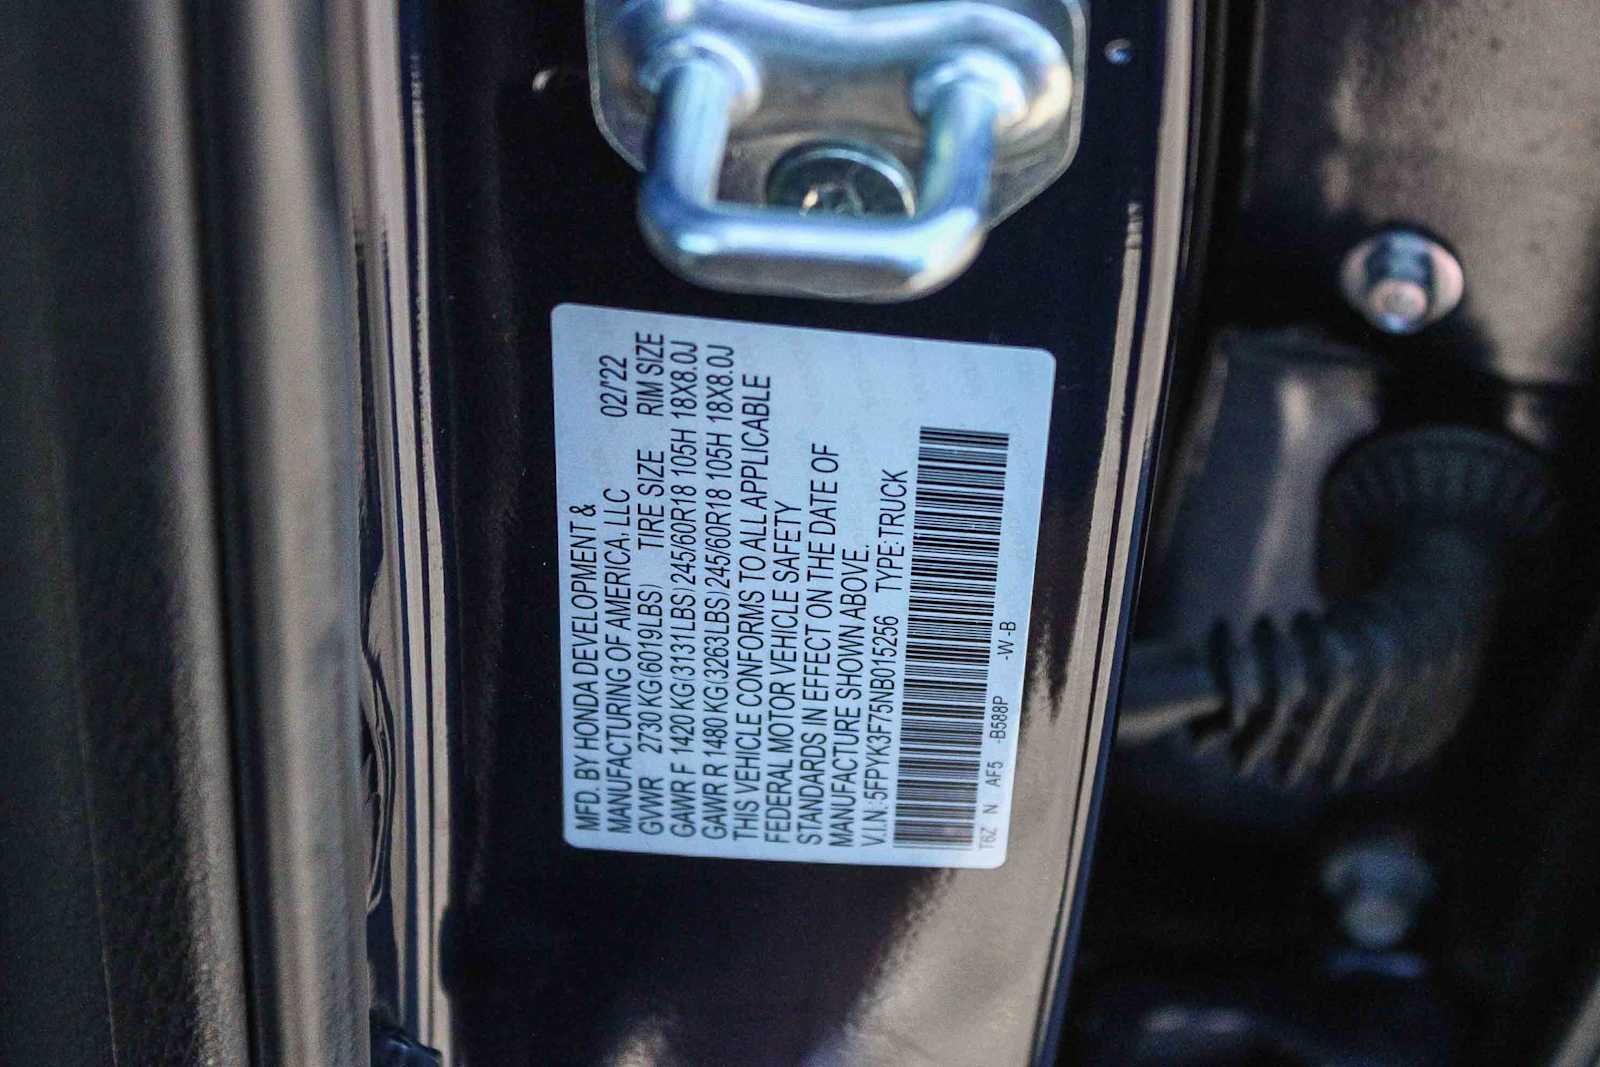 MFD. BY HONDA DEVELOPMENT &
MANUFACTURING OF AMERICA, LLC 02/'22
GVWR 2730 KG(6019LBS) TIRE SIZE RIM SIZE
GAWR F 1420 KG(3131LBS)245/60R18 105H 18X8.0J
GAWR R 1480 KG(3263LBS)245/60R18 105H 18X8.0J
THIS VEHICLE CONFORMS TO ALL APPLICABLE
FEDERAL MOTOR VEHICLE SAFETY
STANDARDS IN EFFECT ON THE DATE OF
MANUFACTURE SHOWN ABOVE.
V.I.N.:5FPYK3F75NB015256 TYPE:TRUCK
T6Z N AF5 -B588P -W-B